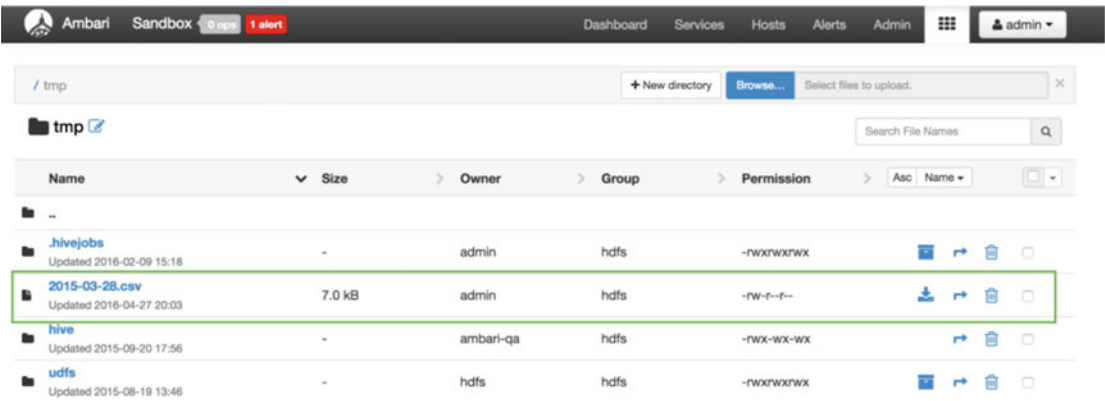 Ambari Sandbox 0 ops 1 alert Dashboard Services Hosts Alerts Admin admin
/ tmp + New directory Browse... Select files to upload. ×
tmp Search File Names
Name Size Owner Group Permission Asc Name
..
.hivejobs - admin hdfs -rwxrwxrwx
Updated 2016-02-09 15:18
2015-03-28.csv 7.0 kB admin hdfs -rw-r--r--
Updated 2016-04-27 20:03
hive - ambari-qa hdfs -rwx-wx-wx
Updated 2015-09-20 17:56
udfs - hdfs hdfs -rwxrwxrwx
Updated 2015-08-19 13:46